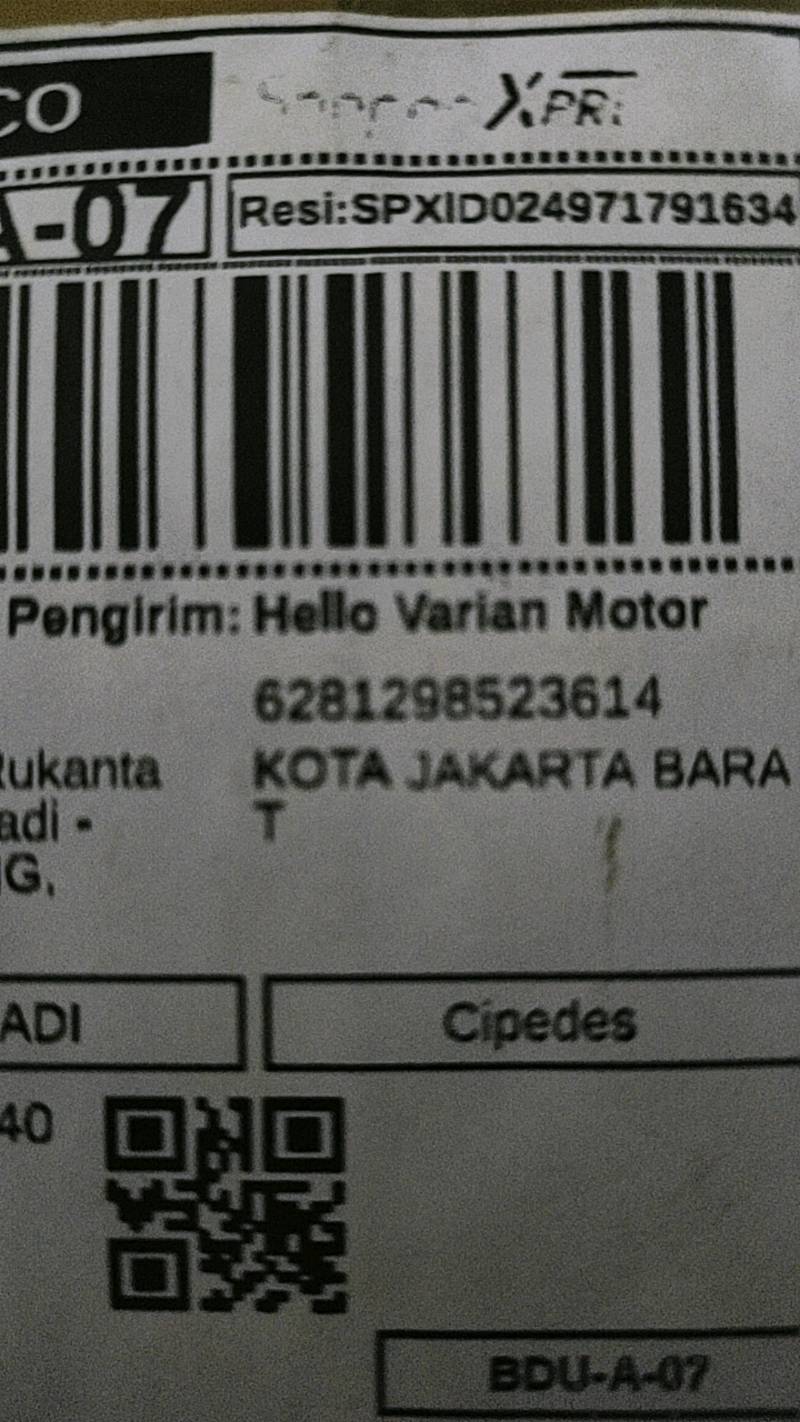 CO
XPR
A-07
Resi:SPXID024971791634
Pengirim: Hello Varian Motor
6281298523614
Rukanta KOTA JAKARTA BARA
adi - T
G.
ADI
Cipedes
40
BDU-A-07